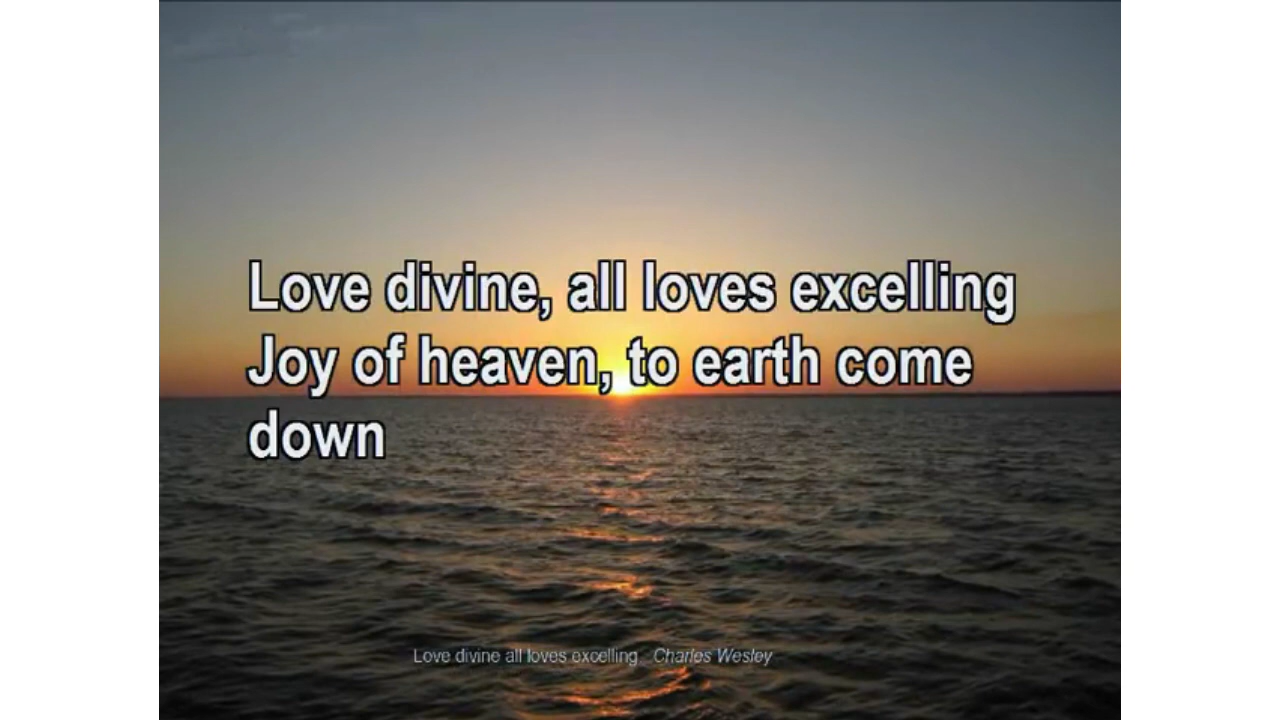 Love divine, all loves excelling
Joy of heaven, to earth come
down
Love divine all loves excelling Charles Wesley